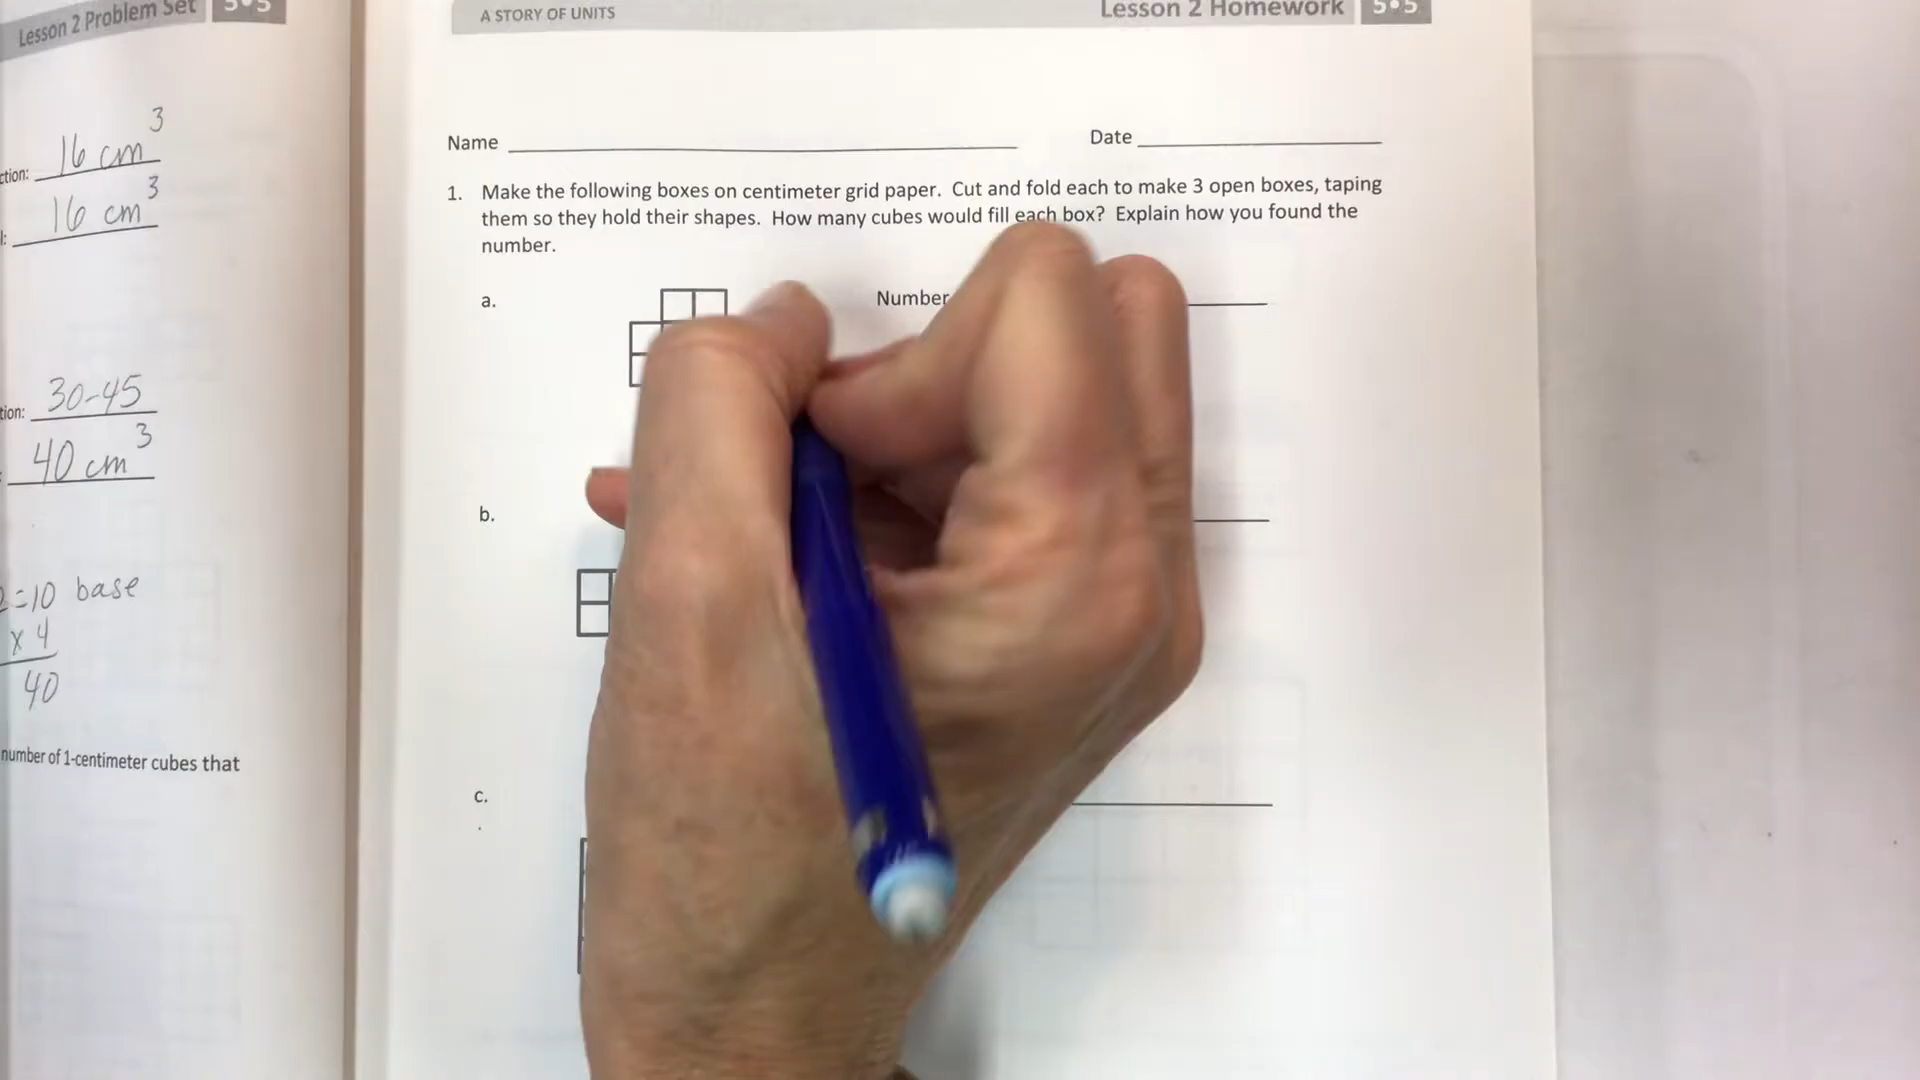 Lesson 2 Problem Set 5•5
ction: 16 cm³
l: 16 cm³
tion: 30-45
: 40 cm³
2=10 base
x 4
40
number of 1-centimeter cubes that
A STORY OF UNITS
Lesson 2 Homework 5•5
Name
Date
1. Make the following boxes on centimeter grid paper. Cut and fold each to make 3 open boxes, taping
them so they hold their shapes. How many cubes would fill each box? Explain how you found the
number.
a.
Number
b.
c.